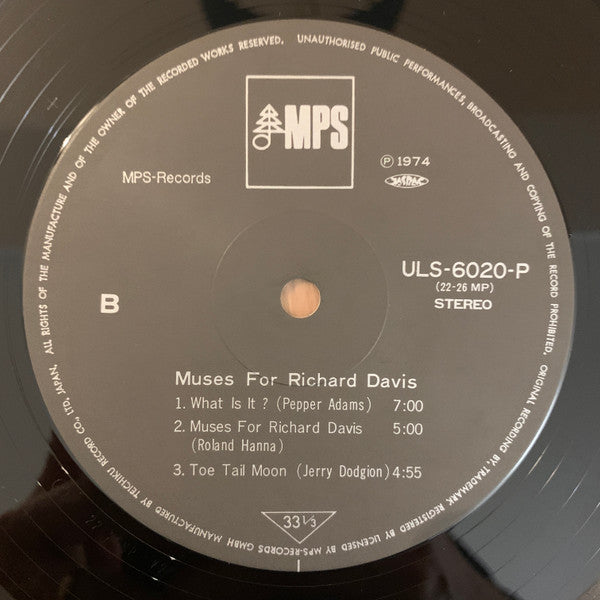 ALL RIGHTS OF THE MANUFACTURE AND OF THE OWNER OF THE RECORDED WORKS RESERVED. UNAUTHORISED PUBLIC PERFORMANCES, BROADCASTING AND COPYING OF THE RECORD PROHIBITED. ORIGINAL RECORDING BY, TRADEMARK REGISTERED BY, LICENSED BY MPS-RECORDS GMBH MANUFACTURED BY TEICHIKU RECORD CO., LTD. JAPAN.
MPS
MPS-Records
Ⓟ 1974
JASRAC
B
ULS-6020-P
(22-26 MP)
STEREO
Muses For Richard Davis
1. What Is It ? (Pepper Adams) 7:00
2. Muses For Richard Davis 5:00
(Roland Hanna)
3. Toe Tail Moon (Jerry Dodgion) 4:55
33 1/3